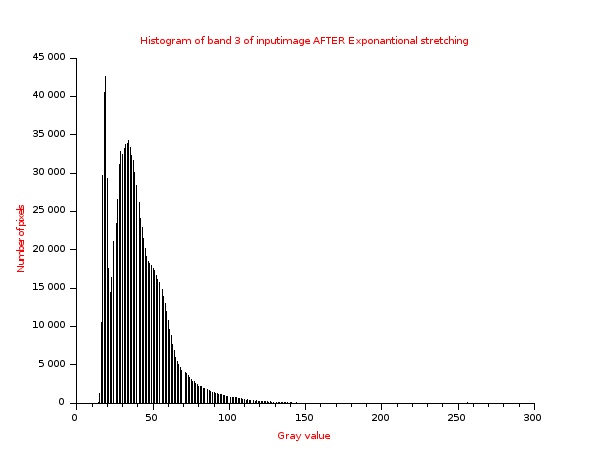 Histogram of band 3 of inputimage AFTER Exponantional stretching
45 000
40 000
35 000
30 000
25 000
20 000
15 000
10 000
5 000
0
Number of pixels
0 50 100 150 200 250 300
Gray value